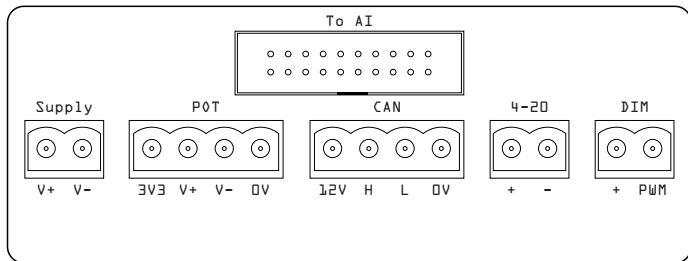 To AI
Supply POT CAN 4-20 DIM
V+ V- 3V3 V+ V- 0V 12V H L 0V + - + PWM